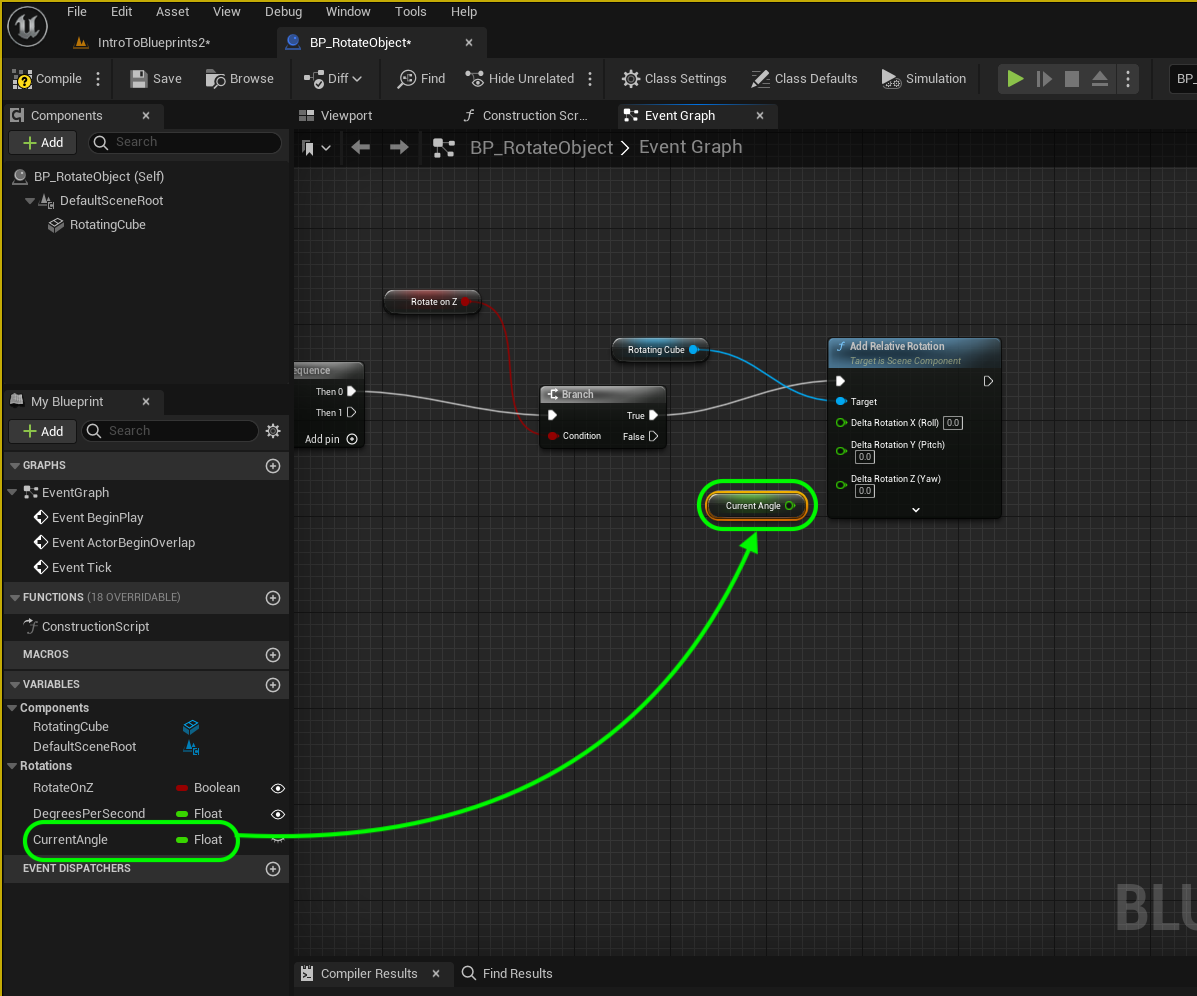 File Edit Asset View Debug Window Tools Help
IntroToBlueprints2*
BP_RotateObject*
Compile Save Browse Diff Find Hide Unrelated Class Settings Class Defaults Simulation BP_
Components
Add Search
BP_RotateObject (Self)
DefaultSceneRoot
RotatingCube
My Blueprint
Add Search
GRAPHS
EventGraph
Event BeginPlay
Event ActorBeginOverlap
Event Tick
FUNCTIONS (18 OVERRIDABLE)
ConstructionScript
MACROS
VARIABLES
Components
RotatingCube
DefaultSceneRoot
Rotations
RotateOnZ Boolean
DegreesPerSecond Float
CurrentAngle Float
EVENT DISPATCHERS
Viewport Construction Scr... Event Graph
BP_RotateObject > Event Graph
Rotate on Z
equence
Then 0
Then 1
Add pin
Branch
True
Condition
False
Rotating Cube
Current Angle
Add Relative Rotation
Target is Scene Component
Target
Delta Rotation X (Roll) 0.0
Delta Rotation Y (Pitch)
0.0
Delta Rotation Z (Yaw)
0.0
BLU
Compiler Results Find Results